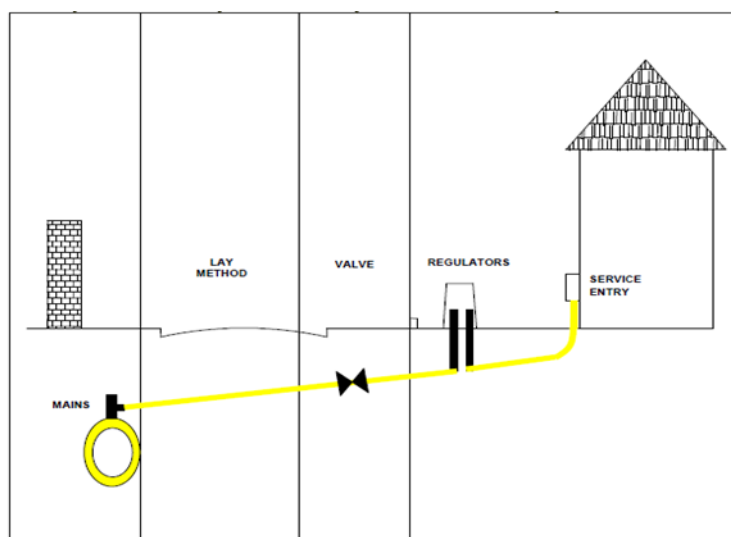 LAY
METHOD
VALVE
REGULATORS
SERVICE
ENTRY
MAINS